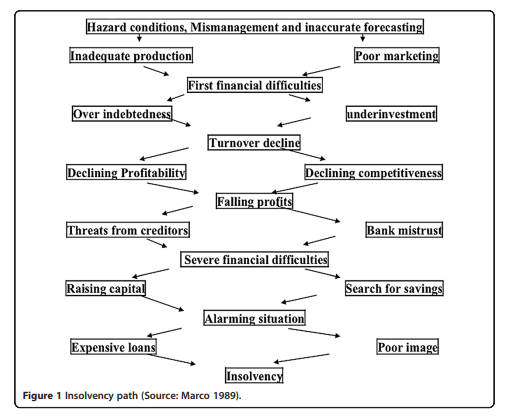 Hazard conditions, Mismanagement and inaccurate forecasting
Inadequate production
Poor marketing
First financial difficulties
Over indebtedness
underinvestment
Turnover decline
Declining Profitability
Declining competitiveness
Falling profits
Threats from creditors
Bank mistrust
Severe financial difficulties
Raising capital
Search for savings
Alarming situation
Expensive loans
Poor image
Insolvency
Figure 1 Insolvency path (Source: Marco 1989).